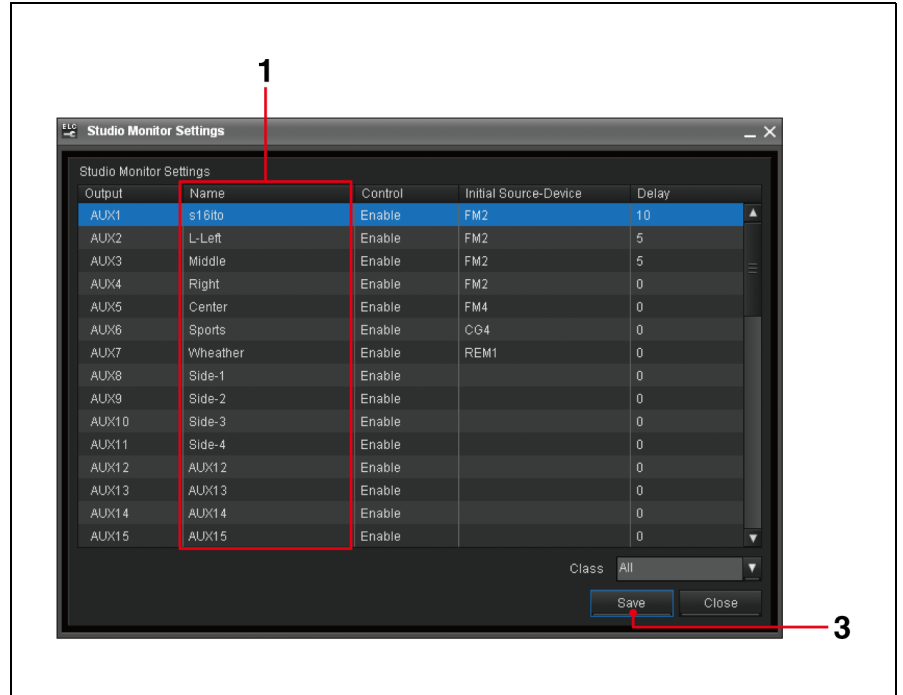 1
ELC Studio Monitor Settings
Studio Monitor Settings
Output Name Control Initial Source-Device Delay
AUX1 s16ito Enable FM2 10
AUX2 L-Left Enable FM2 5
AUX3 Middle Enable FM2 5
AUX4 Right Enable FM2 0
AUX5 Center Enable FM4 0
AUX6 Sports Enable CG4 0
AUX7 Wheather Enable REM1 0
AUX8 Side-1 Enable 0
AUX9 Side-2 Enable 0
AUX10 Side-3 Enable 0
AUX11 Side-4 Enable 0
AUX12 AUX12 Enable 0
AUX13 AUX13 Enable 0
AUX14 AUX14 Enable 0
AUX15 AUX15 Enable 0
Class All
Save Close
3